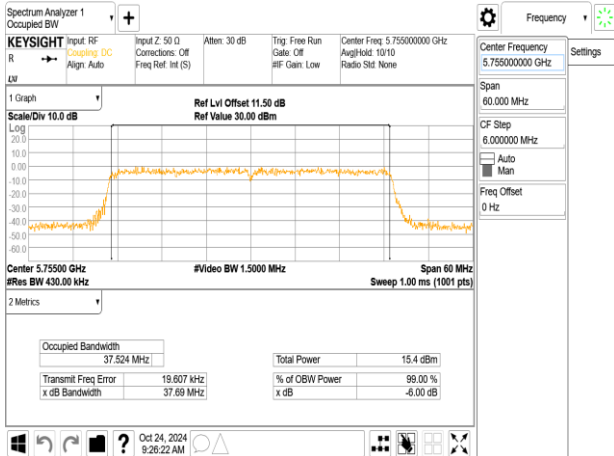 Spectrum Analyzer 1
Occupied BW
Frequency
KEYSIGHT
R
LXI
Input: RF
Coupling: DC
Align: Auto
Input Z: 50 Ω
Corrections: Off
Freq Ref: Int (S)
Atten: 30 dB
Trig: Free Run
Gate: Off
#IF Gain: Low
Center Freq: 5.755000000 GHz
Avg|Hold: 10/10
Radio Std: None
Center Frequency
5.755000000 GHz
Settings
Span
60.000 MHz
CF Step
6.000000 MHz
Auto
Man
Freq Offset
0 Hz
1 Graph
Scale/Div 10.0 dB
Ref Lvl Offset 11.50 dB
Ref Value 30.00 dBm
Log
20.0
10.0
0.00
-10.0
-20.0
-30.0
-40.0
-50.0
-60.0
Center 5.75500 GHz
#Video BW 1.5000 MHz
Span 60 MHz
#Res BW 430.00 kHz
Sweep 1.00 ms (1001 pts)
2 Metrics
Occupied Bandwidth
37.524 MHz
Total Power 15.4 dBm
Transmit Freq Error 19.607 kHz
% of OBW Power 99.00 %
x dB Bandwidth 37.69 MHz
x dB -6.00 dB
?
Oct 24, 2024
9:26:22 AM